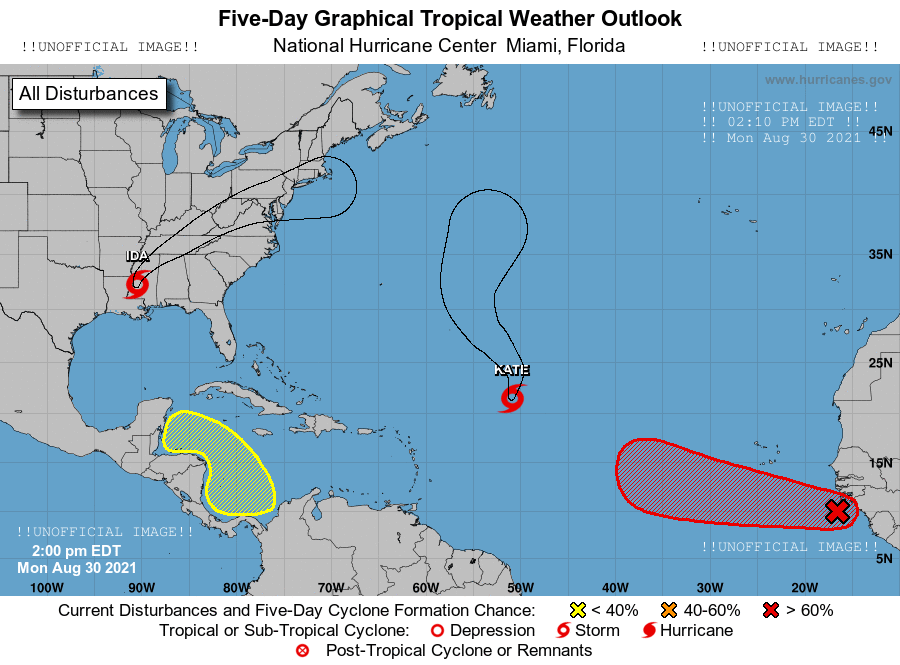 Five-Day Graphical Tropical Weather Outlook
!!UNOFFICIAL IMAGE!!
National Hurricane Center Miami, Florida
!!UNOFFICIAL IMAGE!!
All Disturbances
www.hurricanes.gov
!!UNOFFICIAL IMAGE!!
!! 02:10 PM EDT !!
!! Mon Aug 30 2021 !!
45N
IDA
35N
KATE
25N
15N
!!UNOFFICIAL IMAGE!!
2:00 pm EDT
Mon Aug 30 2021
!!UNOFFICIAL IMAGE!!
5N
100W 90W 80W 70W 60W 50W 40W 30W 20W
Current Disturbances and Five-Day Cyclone Formation Chance: < 40% 40-60% > 60%
Tropical or Sub-Tropical Cyclone: Depression Storm Hurricane
Post-Tropical Cyclone or Remnants